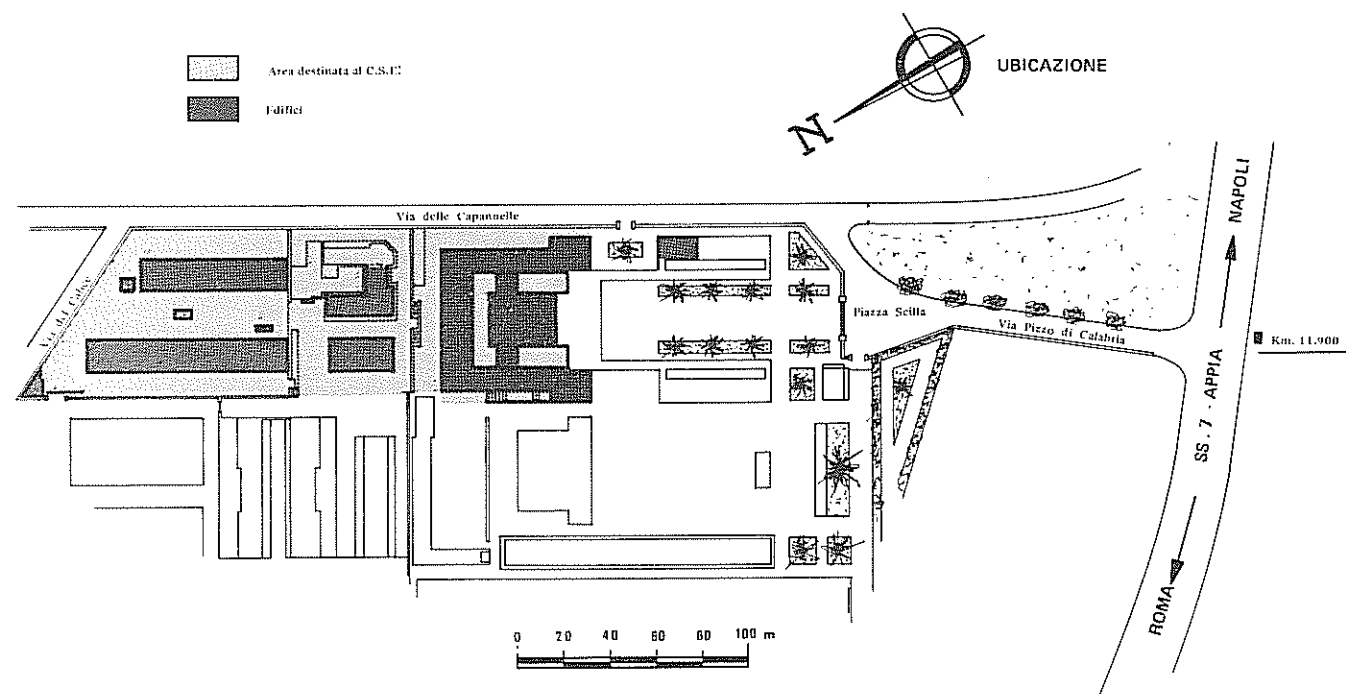 Area destinata al C.S.E.
Edifici
UBICAZIONE
N
Via delle Capannelle
NAPOLI
Piazza Scilla
Via Pizzo di Calabria
Km. 11.900
SS. 7 - APPIA
ROMA
0 20 40 60 80 100 m